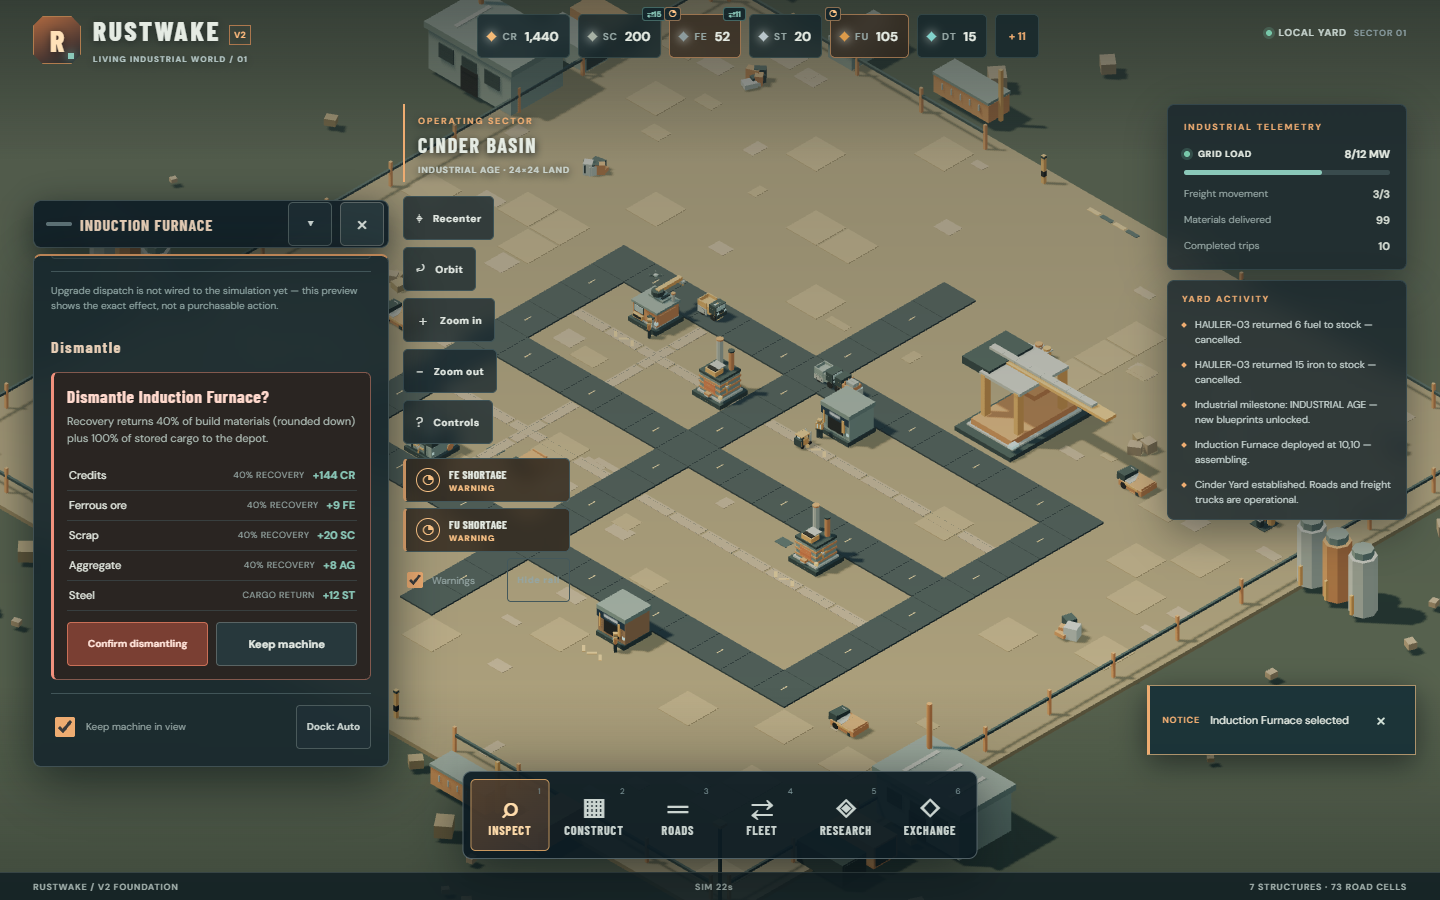 R
RUSTWAKE V2
LIVING INDUSTRIAL WORLD / 01
CR 1,440
SC 200
⇄15
FE 52
⇄11
ST 20
FU 105
DT 15
+11
LOCAL YARD SECTOR 01
OPERATING SECTOR
CINDER BASIN
INDUSTRIAL AGE · 24×24 LAND
Recenter
Orbit
+ Zoom in
− Zoom out
? Controls
FE SHORTAGE
WARNING
FU SHORTAGE
WARNING
Warnings
INDUCTION FURNACE
Upgrade dispatch is not wired to the simulation yet — this preview
shows the exact effect, not a purchasable action.
Dismantle
Dismantle Induction Furnace?
Recovery returns 40% of build materials (rounded down)
plus 100% of stored cargo to the depot.
Credits 40% RECOVERY +144 CR
Ferrous ore 40% RECOVERY +9 FE
Scrap 40% RECOVERY +20 SC
Aggregate 40% RECOVERY +8 AG
Steel CARGO RETURN +12 ST
Confirm dismantling
Keep machine
Keep machine in view
Dock: Auto
INDUSTRIAL TELEMETRY
GRID LOAD 8/12 MW
Freight movement 3/3
Materials delivered 99
Completed trips 10
YARD ACTIVITY
HAULER-03 returned 6 fuel to stock —
cancelled.
HAULER-03 returned 15 iron to stock —
cancelled.
Industrial milestone: INDUSTRIAL AGE —
new blueprints unlocked.
Induction Furnace deployed at 10,10 —
assembling.
Cinder Yard established. Roads and freight
trucks are operational.
NOTICE Induction Furnace selected
1
INSPECT
2
CONSTRUCT
3
ROADS
4
FLEET
5
RESEARCH
6
EXCHANGE
RUSTWAKE / V2 FOUNDATION
SIM 22s
7 STRUCTURES · 73 ROAD CELLS